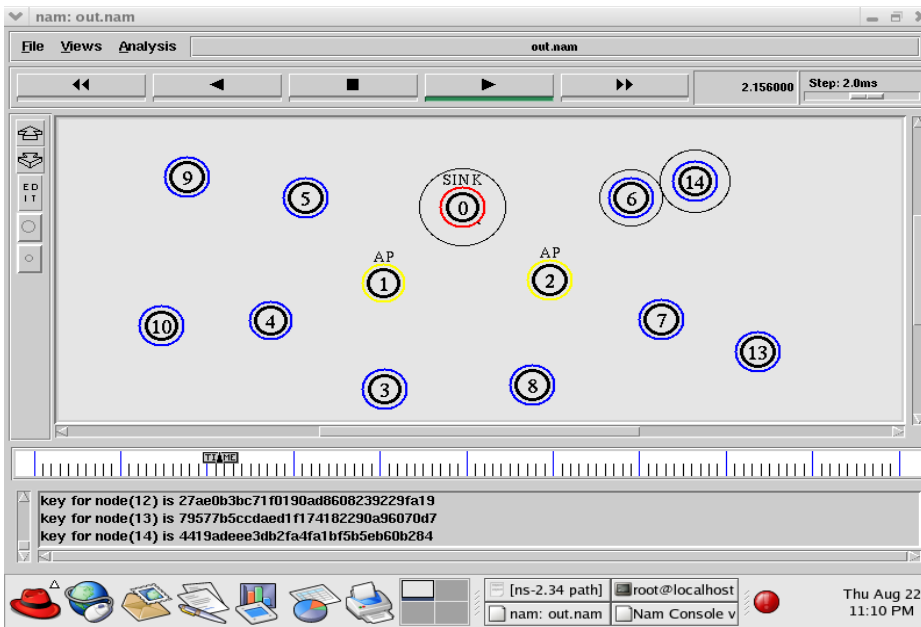 nam: out.nam
File Views Analysis out.nam
2.156000 Step: 2.0ms
ED
IT
9
5
SINK
0
6
14
AP
1
AP
2
10
4
7
13
3
8
TIME
key for node(12) is 27ae0b3bc71f0190ad8608239229fa19
key for node(13) is 79577b5ccdaed1f174182290a96070d7
key for node(14) is 4419adeee3db2fa4fa1bf5b5eb60b284
[ns-2.34 path] root@localhost
nam: out.nam Nam Console v
Thu Aug 22
11:10 PM